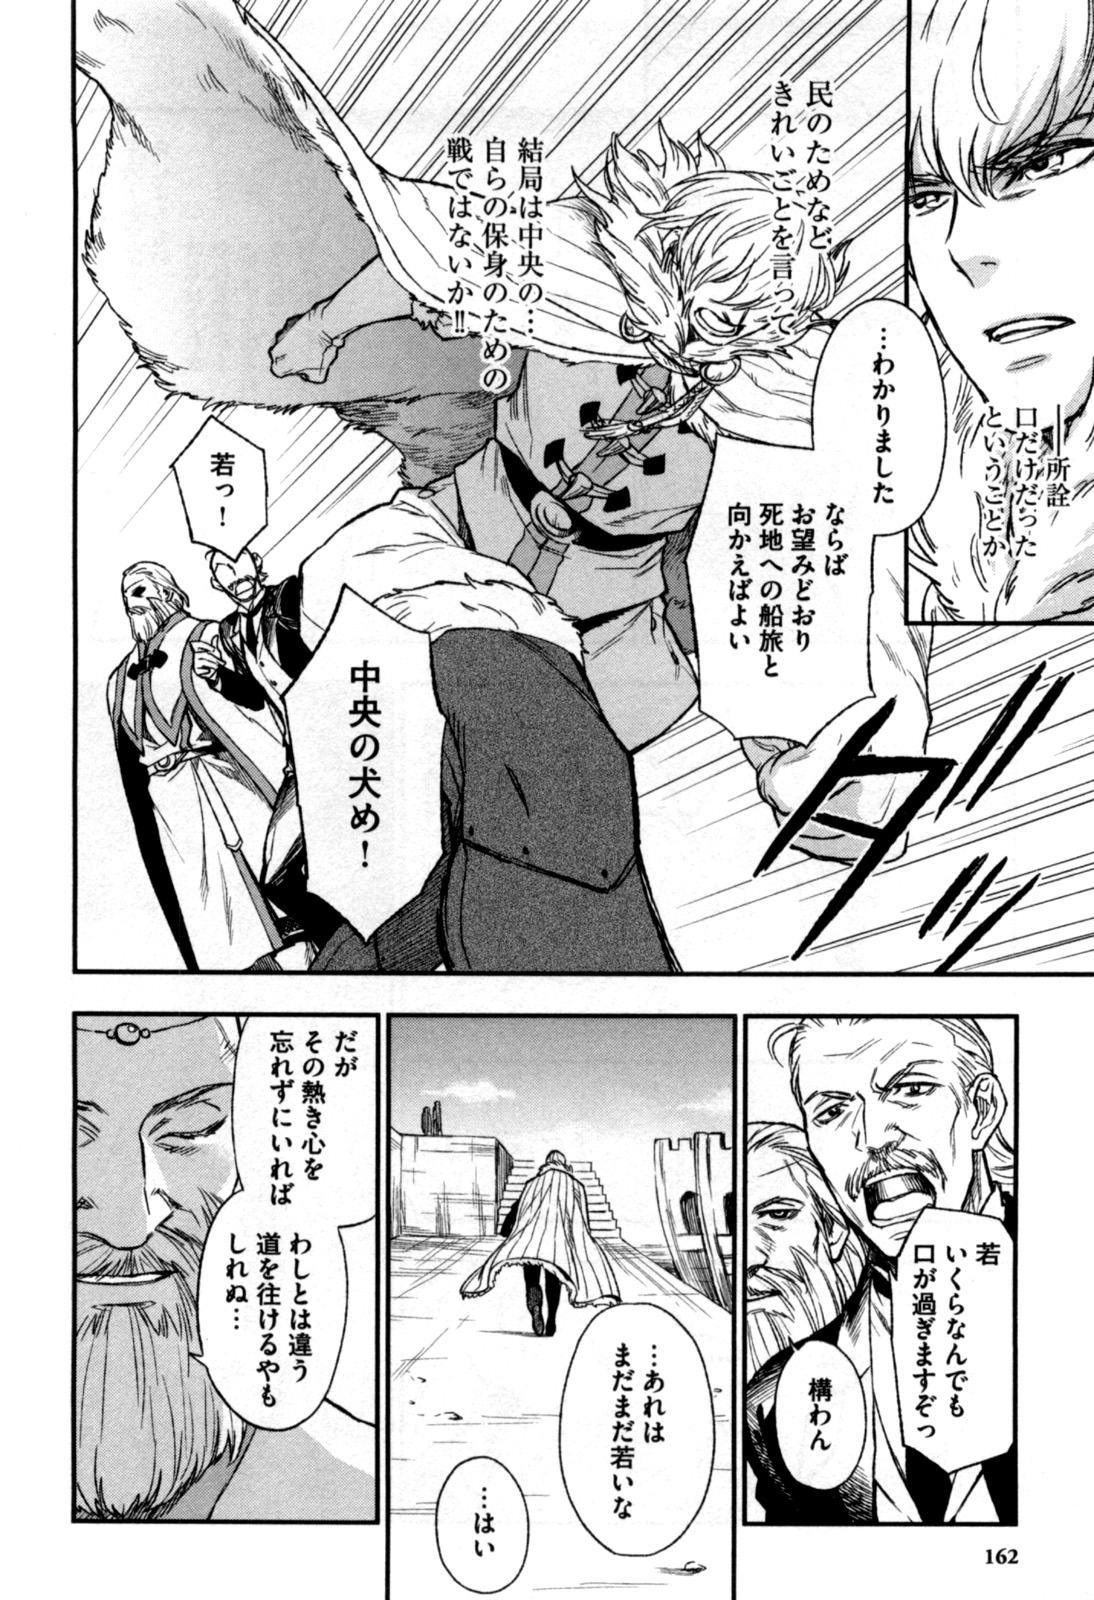 ――所詮
口だけだった
ということか
民のためなど
きれいごとを言って
結局は中央の…
自らの保身のための
戦ではないか!!
…わかりました
ならば
お望みどおり
死地への船旅と
向かえばよい
ダッ
中央の犬め！
若っ！
若
いくらなんでも
口が過ぎますぞっ
構わん
…あれは
まだまだ若いな
…はい
だが
その熱き心を
忘れずにいれば
わしとは違う
道を往けるやも
しれぬ…
162